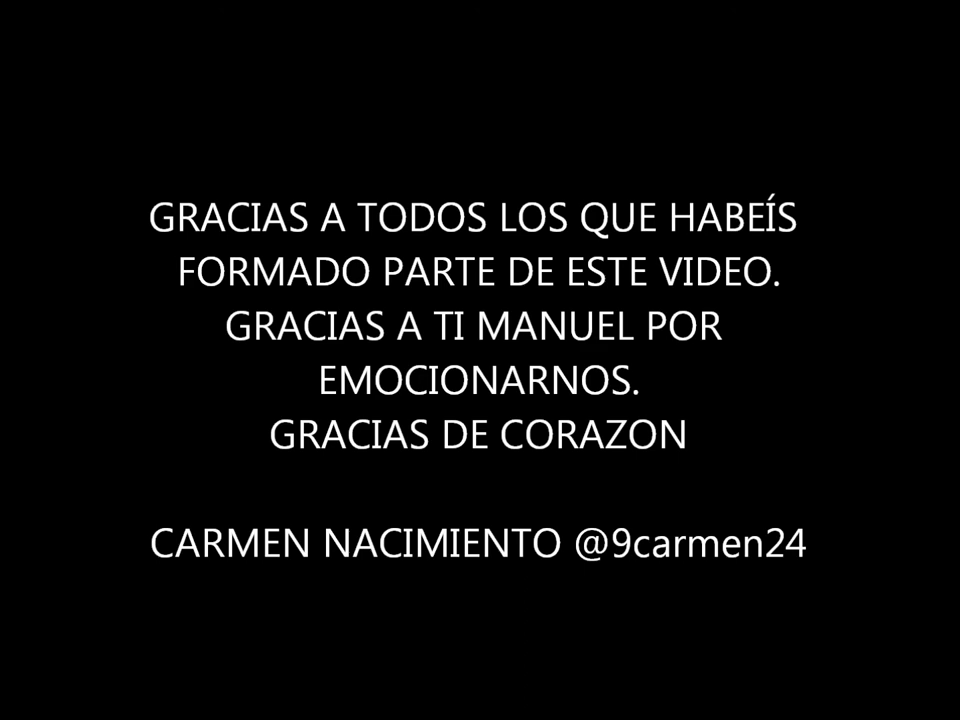 GRACIAS A TODOS LOS QUE HABEÍS
FORMADO PARTE DE ESTE VIDEO.
GRACIAS A TI MANUEL POR
EMOCIONARNOS.
GRACIAS DE CORAZON
CARMEN NACIMIENTO @9carmen24